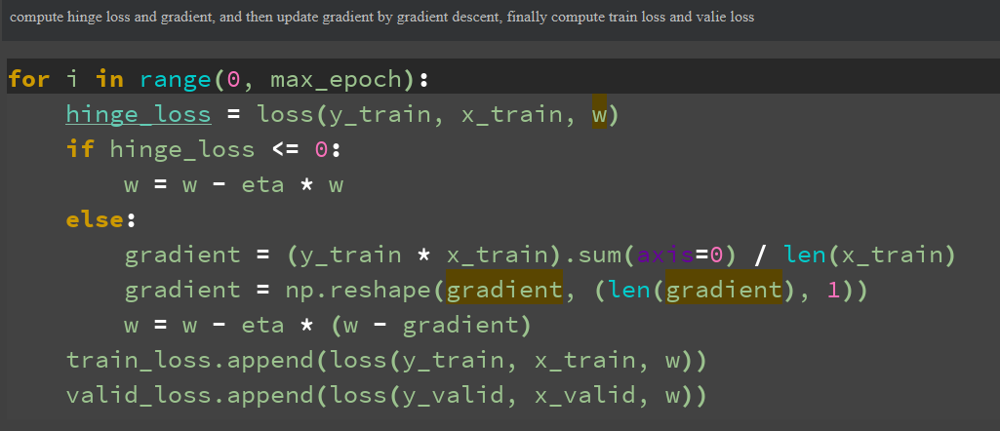 compute hinge loss and gradient, and then update gradient by gradient descent, finally compute train loss and valie loss
for i in range(0, max_epoch):
    hinge_loss = loss(y_train, x_train, w)
    if hinge_loss <= 0:
        w = w - eta * w
    else:
        gradient = (y_train * x_train).sum(axis=0) / len(x_train)
        gradient = np.reshape(gradient, (len(gradient), 1))
        w = w - eta * (w - gradient)
    train_loss.append(loss(y_train, x_train, w))
    valid_loss.append(loss(y_valid, x_valid, w))